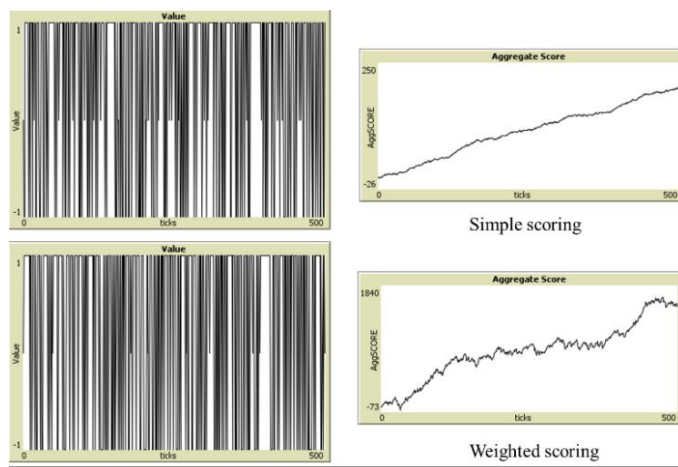 Value
1
Value
-1
0
ticks
500
Aggregate Score
250
AggSCORE
-26
0
ticks
500
Simple scoring
Value
1
Value
-1
0
ticks
500
Aggregate Score
1840
AggSCORE
-73
0
ticks
500
Weighted scoring